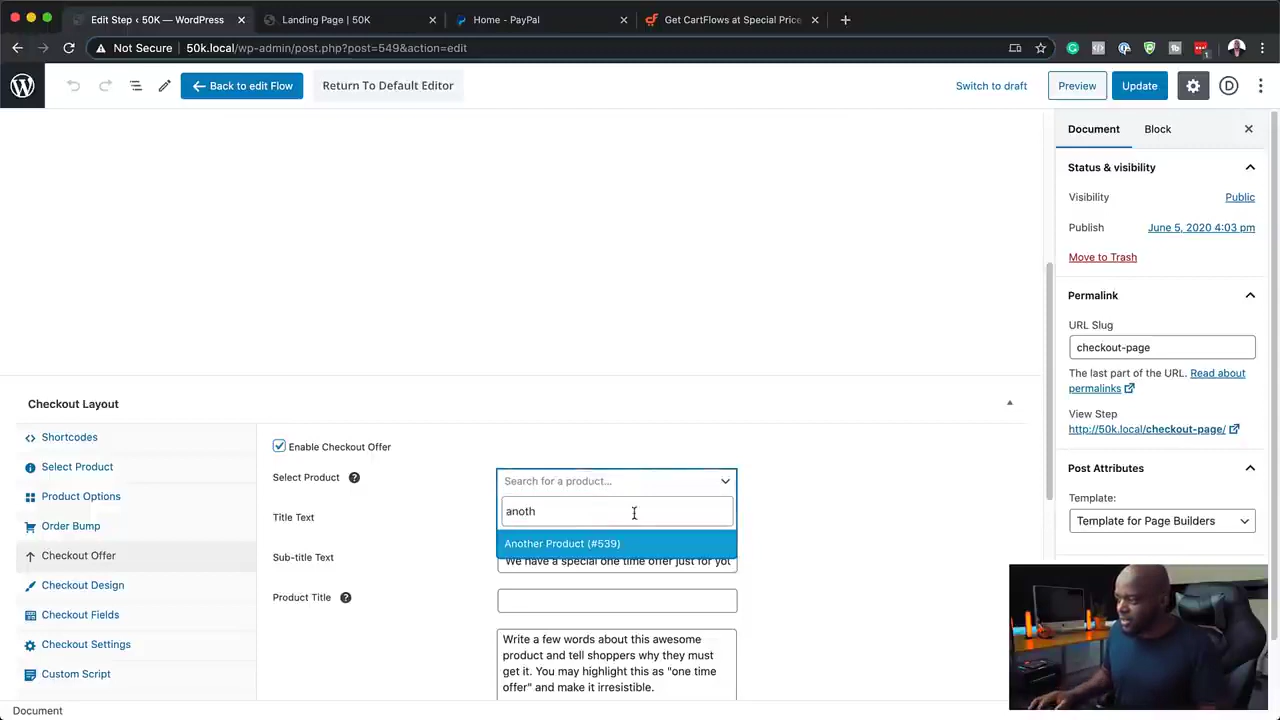 Edit Step ‹ 50K — WordPress
Landing Page | 50K
Home - PayPal
Get CartFlows at Special Price
Not Secure | 50k.local/wp-admin/post.php?post=549&action=edit
Back to edit Flow
Return To Default Editor
Switch to draft
Preview
Update
Document
Block
Status & visibility
Visibility
Public
Publish
June 5, 2020 4:03 pm
Move to Trash
Permalink
URL Slug
checkout-page
The last part of the URL. Read about
permalinks
View Step
http://50k.local/checkout-page/
Post Attributes
Template:
Template for Page Builders
Checkout Layout
Shortcodes
Select Product
Product Options
Order Bump
Checkout Offer
Checkout Design
Checkout Fields
Checkout Settings
Custom Script
Enable Checkout Offer
Select Product
Search for a product...
anoth
Another Product (#539)
Title Text
Sub-title Text
We have a special one time offer just for you
Product Title
Write a few words about this awesome
product and tell shoppers why they must
get it. You may highlight this as "one time
offer" and make it irresistible.
Document